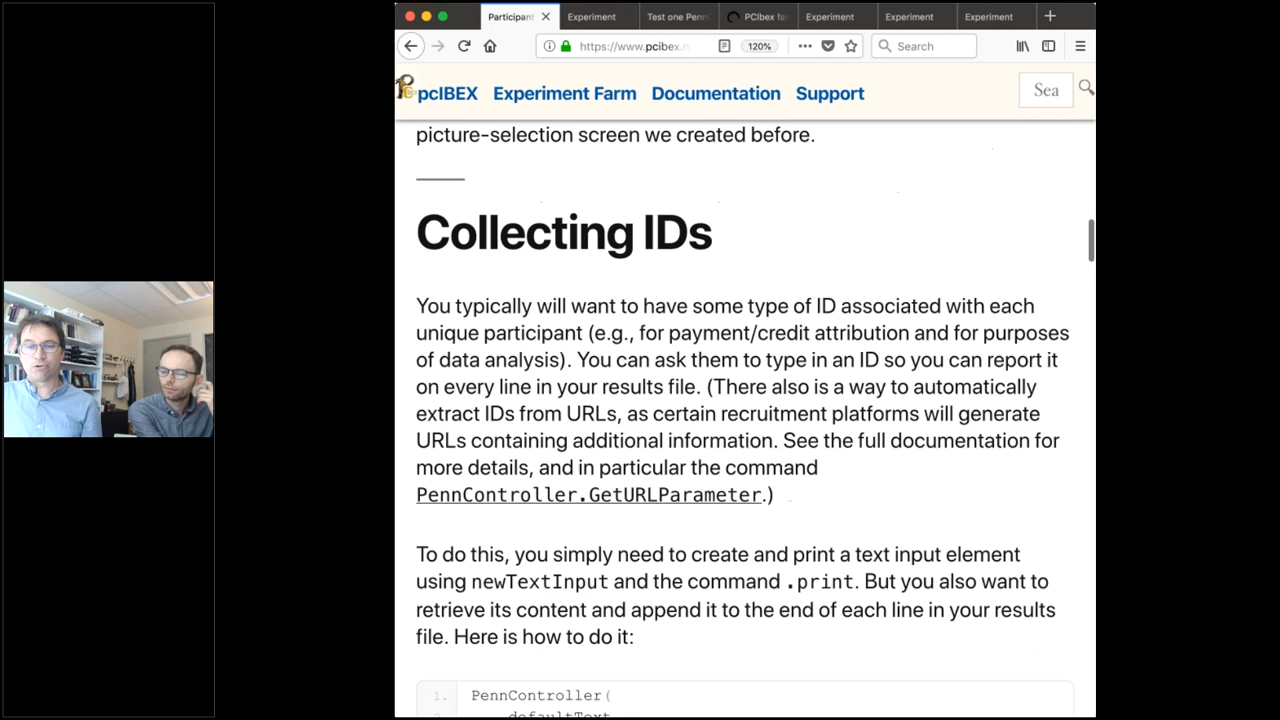 Participan
Experiment
Test one Penn
PCIbex far
Experiment
Experiment
Experiment
https://www.pcibex.n
120%
Search
pcIBEX Experiment Farm Documentation Support
Sea
picture-selection screen we created before.
Collecting IDs
You typically will want to have some type of ID associated with each
unique participant (e.g., for payment/credit attribution and for purposes
of data analysis). You can ask them to type in an ID so you can report it
on every line in your results file. (There also is a way to automatically
extract IDs from URLs, as certain recruitment platforms will generate
URLs containing additional information. See the full documentation for
more details, and in particular the command
PennController.GetURLParameter.)
To do this, you simply need to create and print a text input element
using newTextInput and the command .print. But you also want to
retrieve its content and append it to the end of each line in your results
file. Here is how to do it:
1. PennController(
defaultText